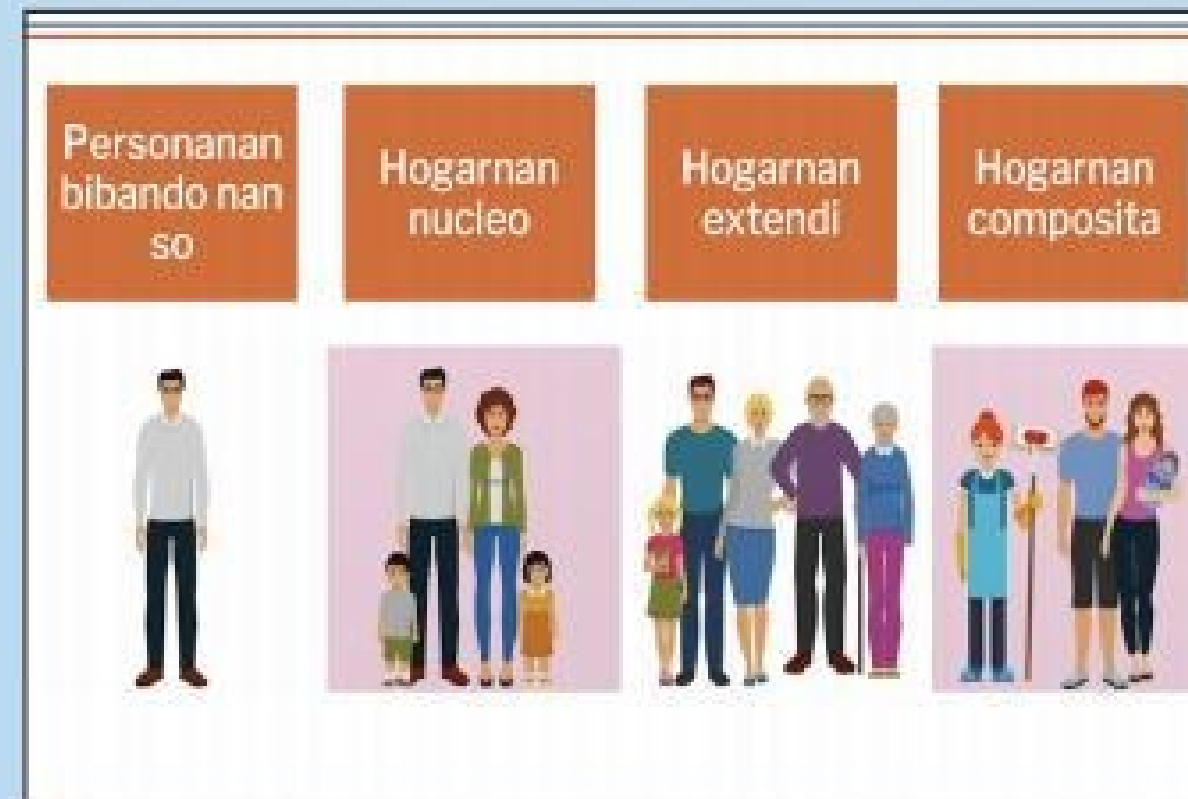 Personanan
bibando nan
so
Hogarnan
nucleo
Hogarnan
extendi
Hogarnan
composita